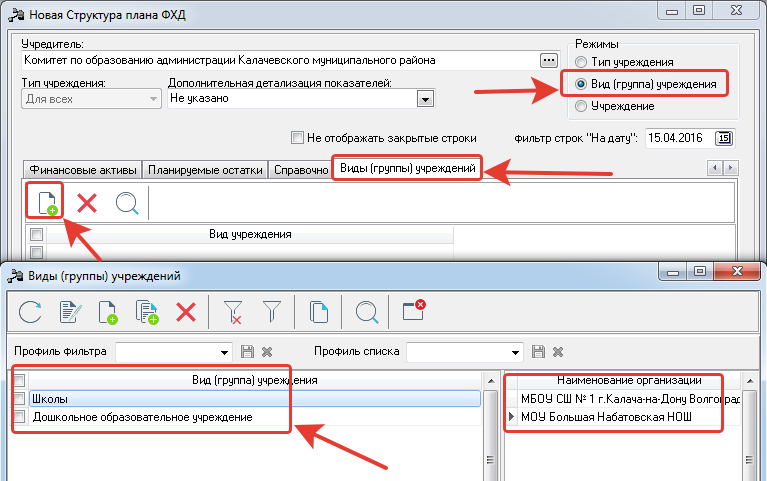 Новая Структура плана ФХД
Учредитель:
Режимы
Комитет по образованию администрации Калачевского муниципального района
Тип учреждения
Тип учреждения:
Дополнительная детализация показателей:
Вид (группа) учреждения
Для всех
Не указано
Учреждение
Не отображать закрытые строки
Фильтр строк "На дату":
15.04.2016
15
Финансовые активы
Планируемые остатки
Справочно
Виды (группы) учреждений
Вид учреждения
Виды (группы) учреждений
Профиль фильтра
Профиль списка
Вид (группа) учреждения
Наименование организации
Школы
МБОУ СШ № 1 г.Калача-на-Дону Волгоград
Дошкольное образовательное учреждение
МОУ Большая Набатовская НОШ